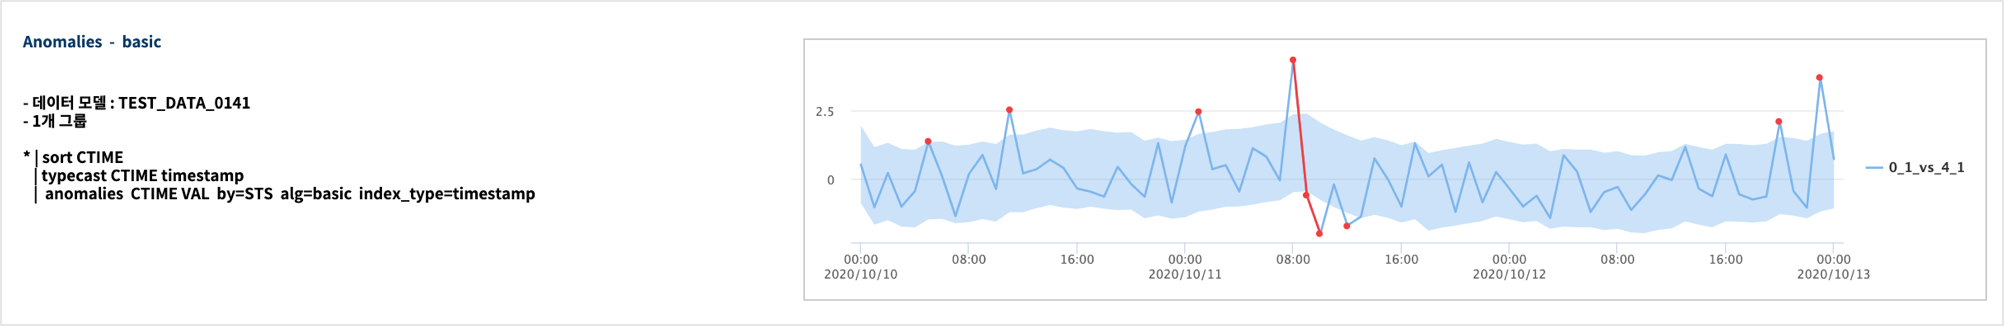 Anomalies - basic
- 데이터 모델 : TEST_DATA_0141
- 1개 그룹
* | sort CTIME
| typecast CTIME timestamp
| anomalies CTIME VAL by=STS alg=basic index_type=timestamp
2.5
0
00:00 08:00 16:00 00:00 08:00 16:00 00:00 08:00 16:00 00:00
2020/10/10 2020/10/11 2020/10/12 2020/10/13
0_1_vs_4_1